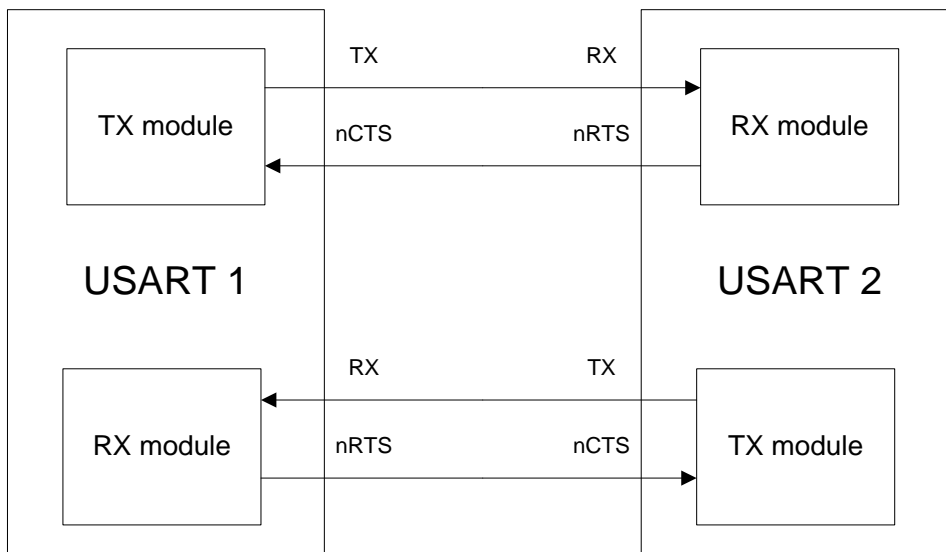 TX RX
TX module
nCTS nRTS
RX module
USART 1 USART 2
RX TX
RX module
nRTS nCTS
TX module